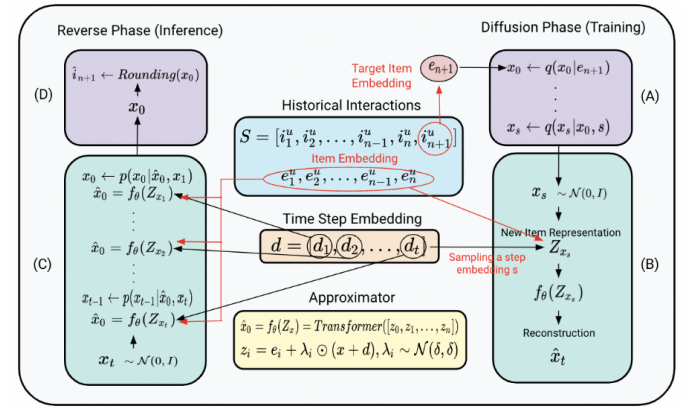 Reverse Phase (Inference)
Diffusion Phase (Training)
(D)
î_{n+1} ← Rounding(x_0)
x_0
Target Item
Embedding
e_{n+1}
x_0 ← q(x_0|e_{n+1})
.
.
.
x_s ← q(x_s|x_0, s)
(A)
Historical Interactions
S = [i_1^u, i_2^u, . . . , i_{n-1}^u, i_n^u, i_{n+1}^u]
Item Embedding
e_1^u, e_2^u, . . . , e_{n-1}^u, e_n^u
(C)
x_0 ← p(x_0|x̂_0, x_1)
x̂_0 = f_θ(Z_{x_1})
.
.
.
x̂_0 = f_θ(Z_{x_2})
.
.
.
x_{t-1} ← p(x_{t-1}|x̂_0, x_t)
x̂_0 = f_θ(Z_{x_t})
x_t ~ N(0, I)
Time Step Embedding
d = (d_1, d_2, . . . , d_t)
Sampling a step
embedding s
Approximator
x̂_0 = f_θ(Z_x) = Transformer([z_0, z_1, . . . , z_n])
z_i = e_i + λ_i ⊙ (x + d), λ_i ~ N(δ, δ)
x_s ~ N(0, I)
New Item Representation
Z_{x_s}
f_θ(Z_{x_s})
Reconstruction
x̂_t
(B)